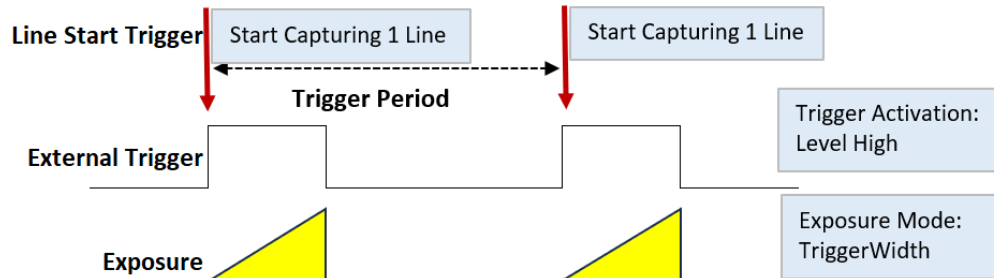 Line Start Trigger
Start Capturing 1 Line
Start Capturing 1 Line
Trigger Period
External Trigger
Trigger Activation:
Level High
Exposure
Exposure Mode:
TriggerWidth